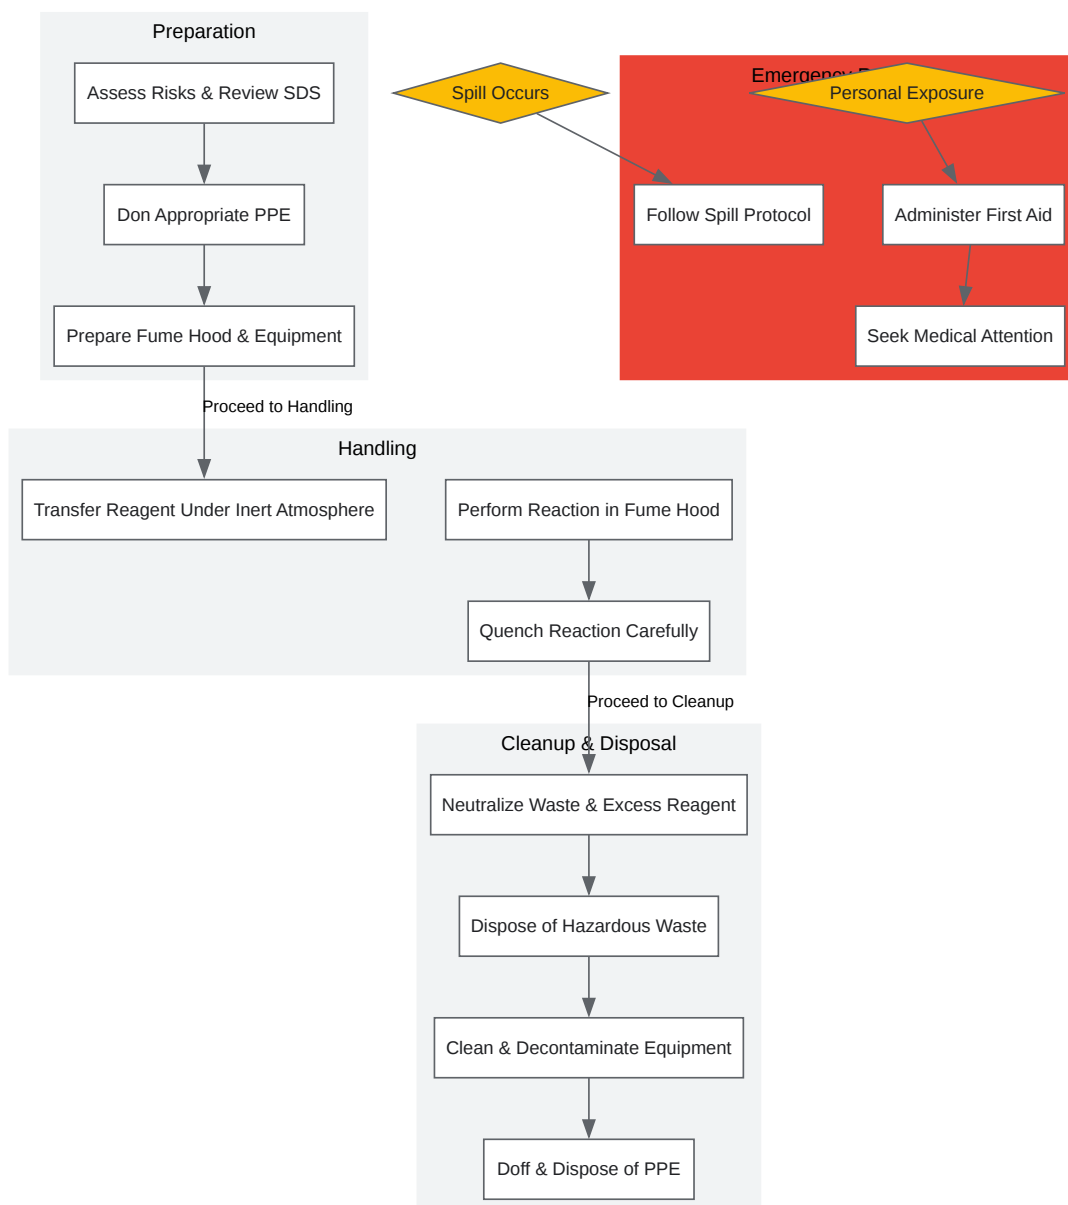 Preparation
Assess Risks & Review SDS
Don Appropriate PPE
Prepare Fume Hood & Equipment
Spill Occurs
Emergency
Personal Exposure
Follow Spill Protocol
Administer First Aid
Seek Medical Attention
Proceed to Handling
Handling
Transfer Reagent Under Inert Atmosphere
Perform Reaction in Fume Hood
Quench Reaction Carefully
Proceed to Cleanup
Cleanup & Disposal
Neutralize Waste & Excess Reagent
Dispose of Hazardous Waste
Clean & Decontaminate Equipment
Doff & Dispose of PPE